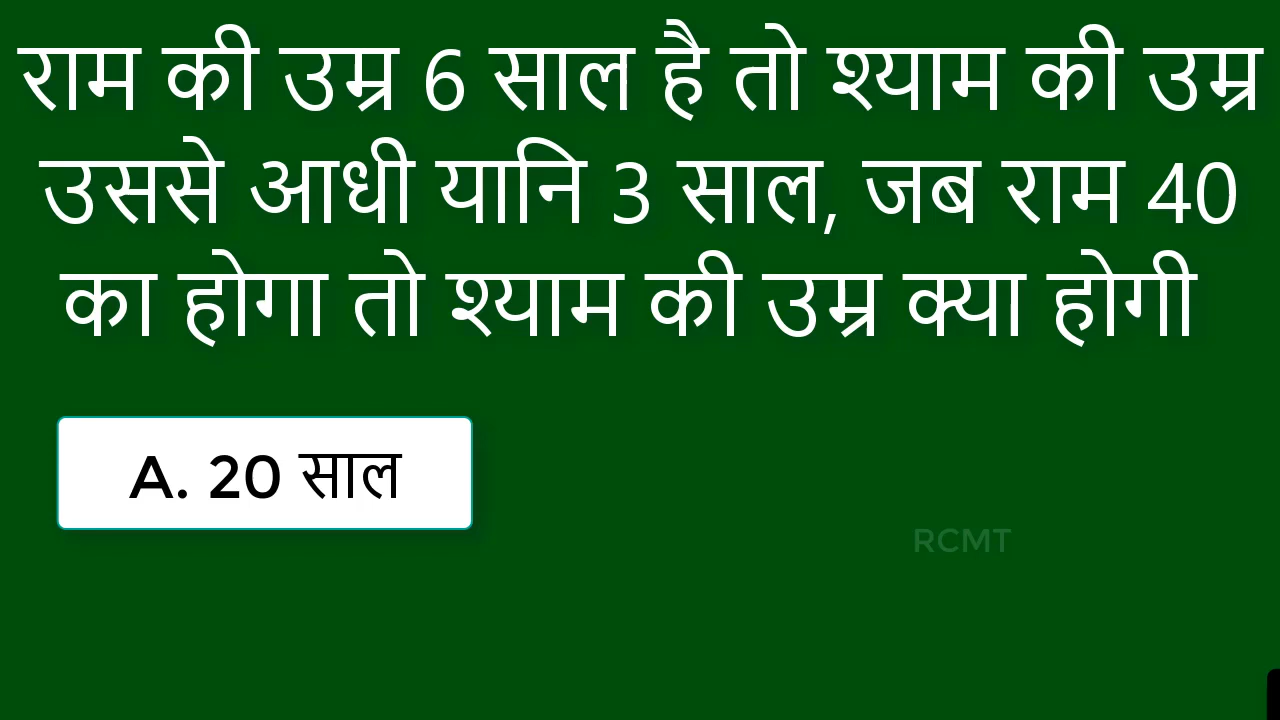 राम की उम्र 6 साल है तो श्याम की उम्र
उससे आधी यानि 3 साल, जब राम 40
का होगा तो श्याम की उम्र क्या होगी
A. 20 साल
RCMT